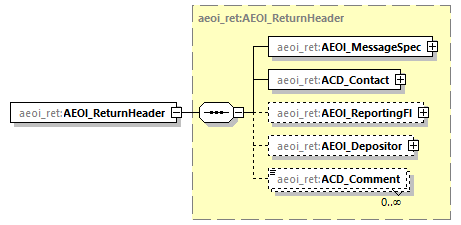 aeoi_ret:AEOI_ReturnHeader
aeoi_ret:AEOI_MessageSpec
aeoi_ret:ACD_Contact
aeoi_ret:AEOI_ReturnHeader
aeoi_ret:AEOI_ReportingFI
aeoi_ret:AEOI_Depositor
aeoi_ret:ACD_Comment
0..∞